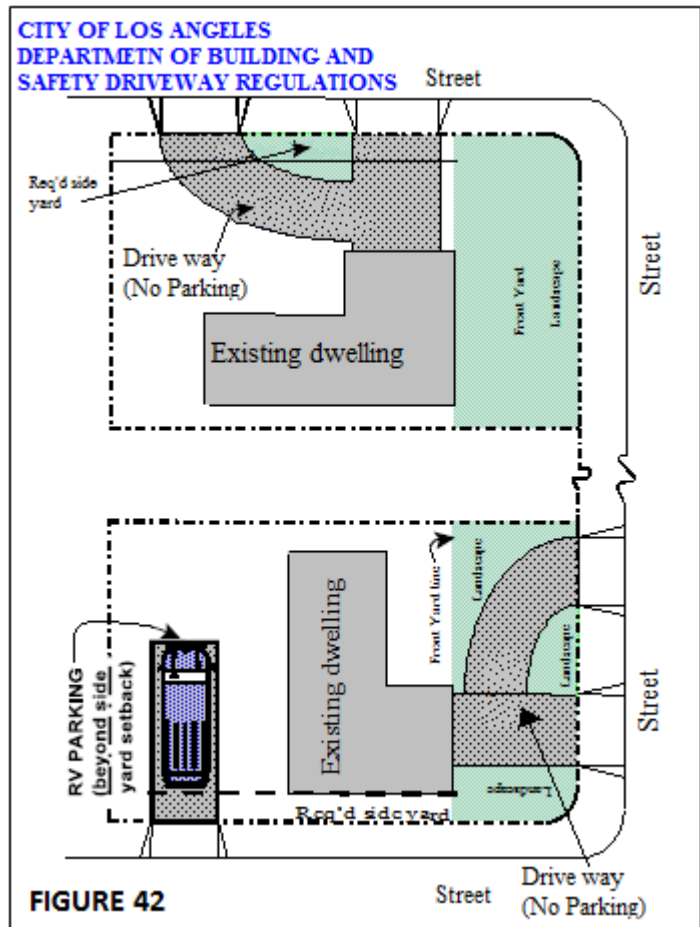 CITY OF LOS ANGELES
DEPARTMETN OF BUILDING AND
SAFETY DRIVEWAY REGULATIONS
Street
Req'd side
yard
Drive way
(No Parking)
Existing dwelling
Front Yard
Landscape
Street
Front Yard line
Landscape
Landscape
Existing dwelling
RV PARKING
(beyond side
yard setback)
Street
Landscape
Req'd side yard
Drive way
(No Parking)
Street
FIGURE 42